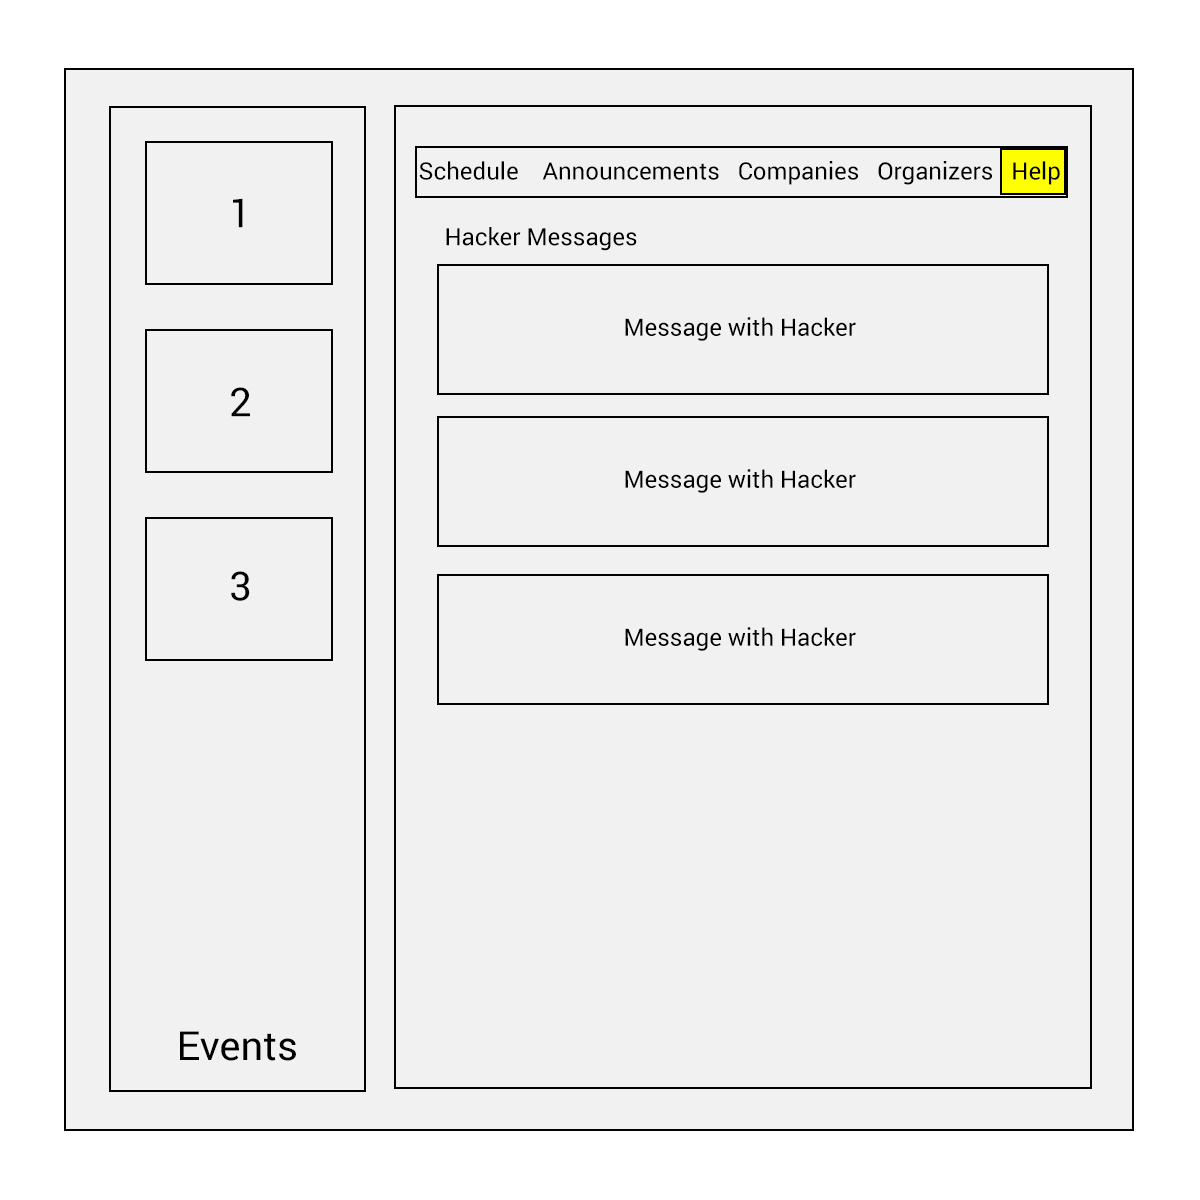 1
2
3
Events
Schedule Announcements Companies Organizers Help
Hacker Messages
Message with Hacker
Message with Hacker
Message with Hacker